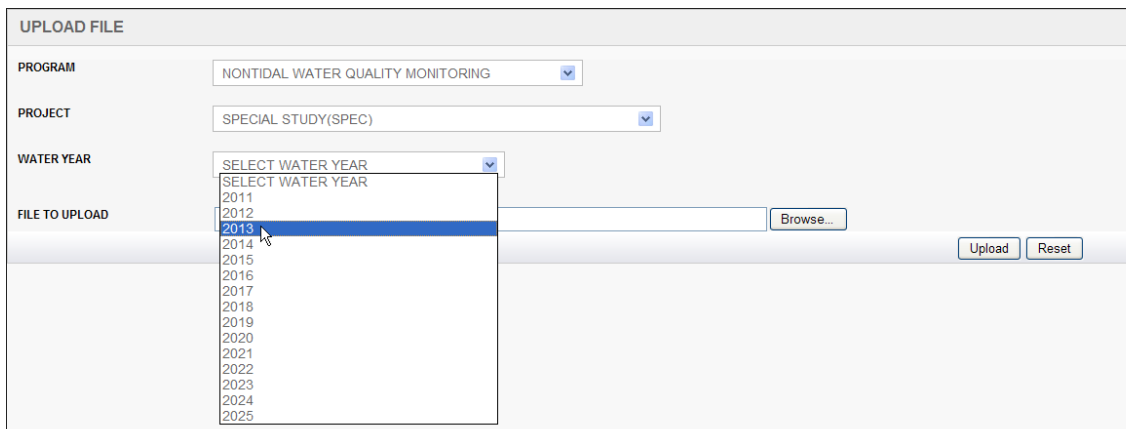 UPLOAD FILE
PROGRAM
NONTIDAL WATER QUALITY MONITORING
PROJECT
SPECIAL STUDY(SPEC)
WATER YEAR
SELECT WATER YEAR
SELECT WATER YEAR
2011
2012
2013
2014
2015
2016
2017
2018
2019
2020
2021
2022
2023
2024
2025
FILE TO UPLOAD
Browse...
Upload Reset